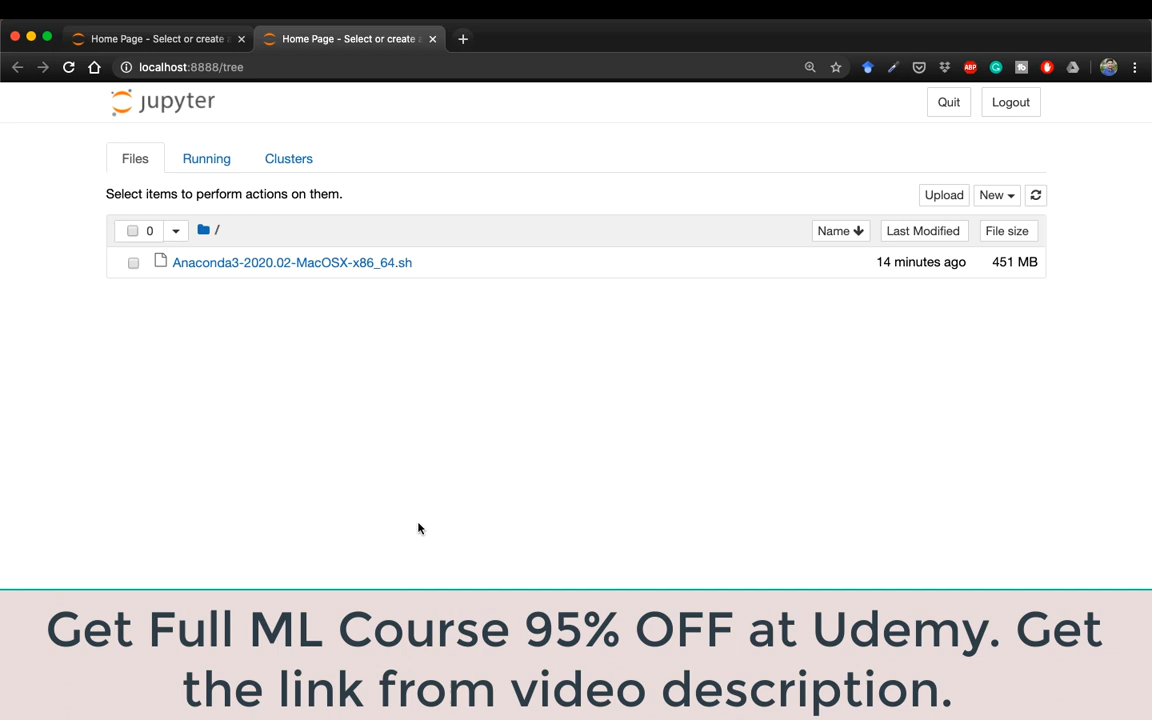 Home Page - Select or create a
Home Page - Select or create a
localhost:8888/tree
ABP
jupyter
Quit
Logout
Files
Running
Clusters
Select items to perform actions on them.
Upload
New
0
/
Name
Last Modified
File size
Anaconda3-2020.02-MacOSX-x86_64.sh
14 minutes ago
451 MB
Get Full ML Course 95% OFF at Udemy. Get
the link from video description.